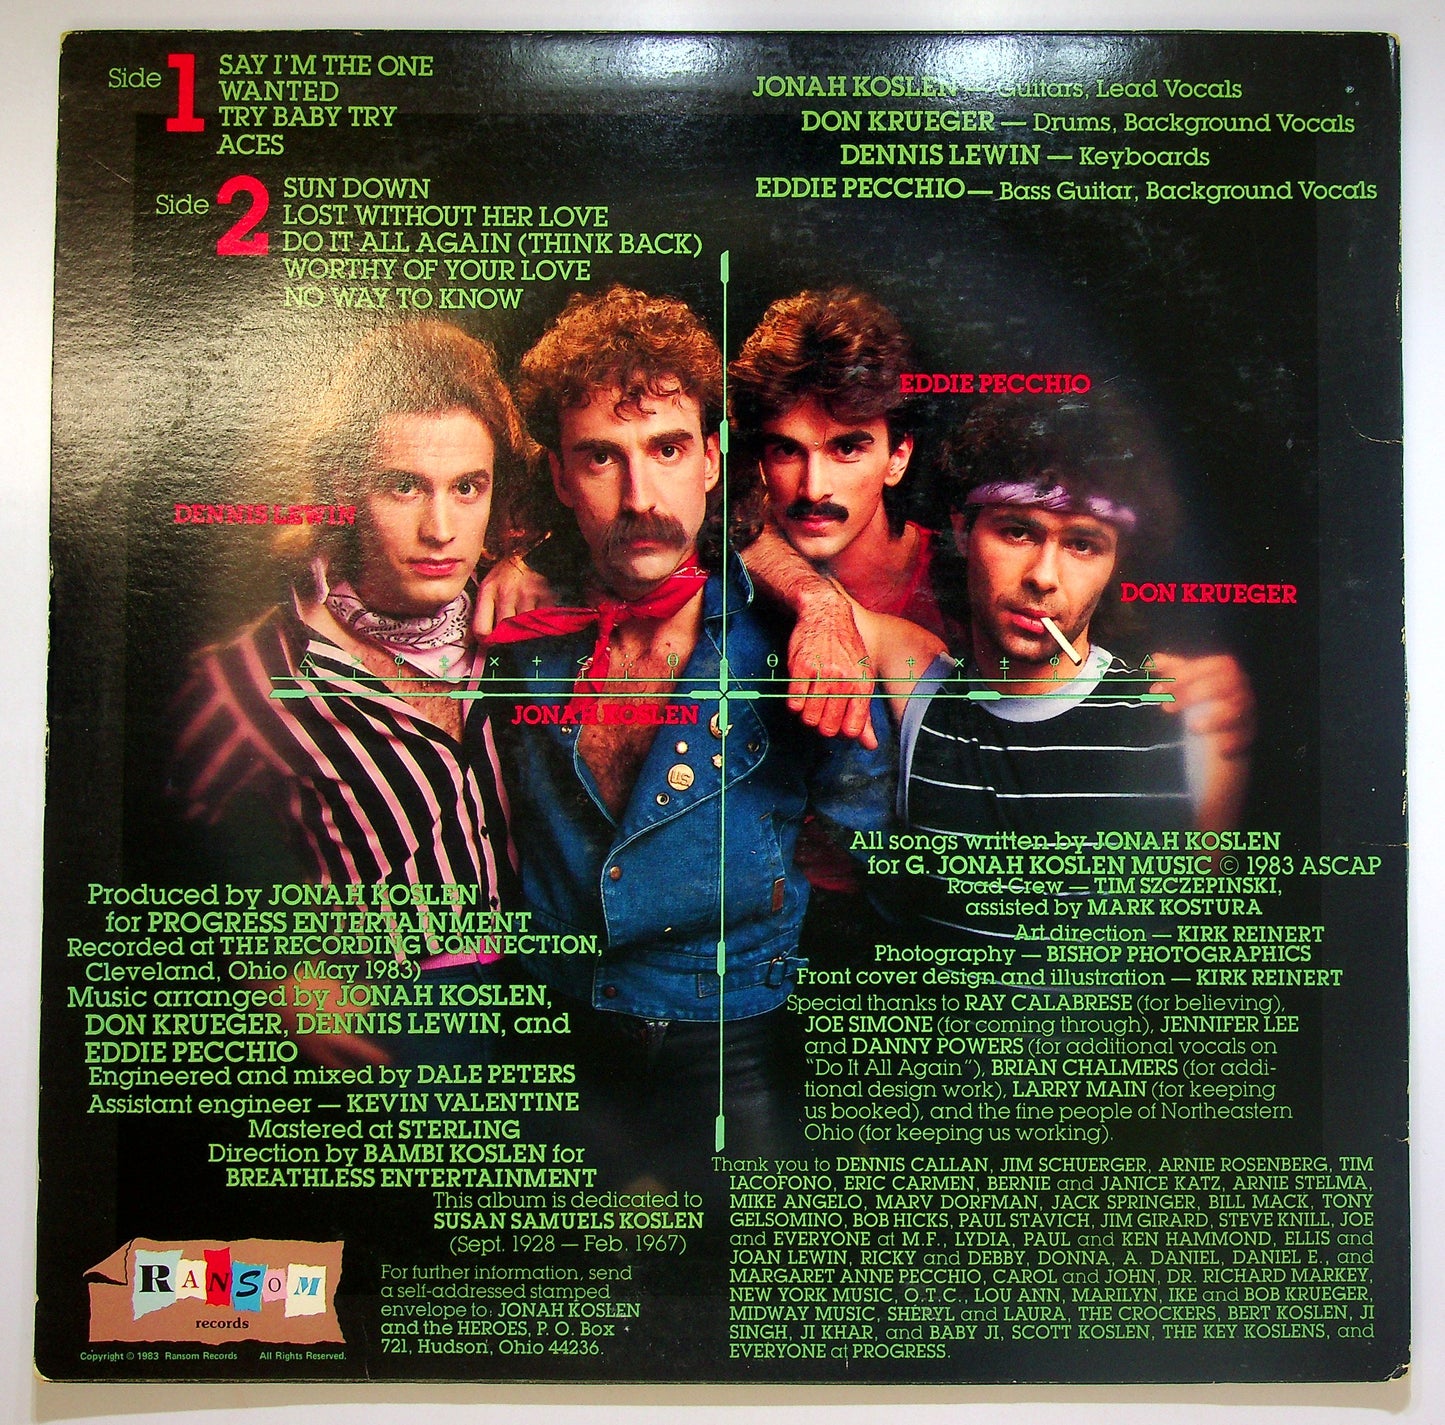 Side 1
SAY I'M THE ONE
WANTED
TRY BABY TRY
ACES
Side 2
SUN DOWN
LOST WITHOUT HER LOVE
DO IT ALL AGAIN (THINK BACK)
WORTHY OF YOUR LOVE
NO WAY TO KNOW
JONAH KOSLEN — Guitars, Lead Vocals
DON KRUEGER — Drums, Background Vocals
DENNIS LEWIN — Keyboards
EDDIE PECCHIO — Bass Guitar, Background Vocals
EDDIE PECCHIO
DENNIS LEWIN
DON KRUEGER
JONAH KOSLEN
US
Produced by JONAH KOSLEN
for PROGRESS ENTERTAINMENT
Recorded at THE RECORDING CONNECTION,
Cleveland, Ohio (May 1983)
Music arranged by JONAH KOSLEN,
DON KRUEGER, DENNIS LEWIN, and
EDDIE PECCHIO
Engineered and mixed by DALE PETERS
Assistant engineer — KEVIN VALENTINE
Mastered at STERLING
Direction by BAMBI KOSLEN for
BREATHLESS ENTERTAINMENT
This album is dedicated to
SUSAN SAMUELS KOSLEN
(Sept. 1928 — Feb. 1967)
For further information, send
a self-addressed stamped
envelope to: JONAH KOSLEN
and the HEROES, P. O. Box
721, Hudson, Ohio 44236.
RANSOM
records
Copyright © 1983 Ransom Records All Rights Reserved.
All songs written by JONAH KOSLEN
for G. JONAH KOSLEN MUSIC © 1983 ASCAP
Road Crew — TIM SZCZEPINSKI,
assisted by MARK KOSTURA
Art direction — KIRK REINERT
Photography — BISHOP PHOTOGRAPHICS
Front cover design and illustration — KIRK REINERT
Special thanks to RAY CALABRESE (for believing),
JOE SIMONE (for coming through), JENNIFER LEE
and DANNY POWERS (for additional vocals on
"Do It All Again"), BRIAN CHALMERS (for addi-
tional design work), LARRY MAIN (for keeping
us booked), and the fine people of Northeastern
Ohio (for keeping us working).
Thank you to DENNIS CALLAN, JIM SCHUERGER, ARNIE ROSENBERG, TIM
IACOFONO, ERIC CARMEN, BERNIE and JANICE KATZ, ARNIE STELMA,
MIKE ANGELO, MARV DORFMAN, JACK SPRINGER, BILL MACK, TONY
GELSOMINO, BOB HICKS, PAUL STAVICH, JIM GIRARD, STEVE KNILL, JOE
and EVERYONE at M.F., LYDIA, PAUL and KEN HAMMOND, ELLIS and
JOAN LEWIN, RICKY and DEBBY, DONNA, A. DANIEL, DANIEL E., and
MARGARET ANNE PECCHIO, CAROL and JOHN, DR. RICHARD MARKEY,
NEW YORK MUSIC, O.T.C., LOU ANN, MARILYN, IKE and BOB KRUEGER,
MIDWAY MUSIC, SHERYL and LAURA, THE CROCKERS, BERT KOSLEN, JI
SINGH, JI KHAR, and BABY JI, SCOTT KOSLEN, THE KEY KOSLENS, and
EVERYONE at PROGRESS.